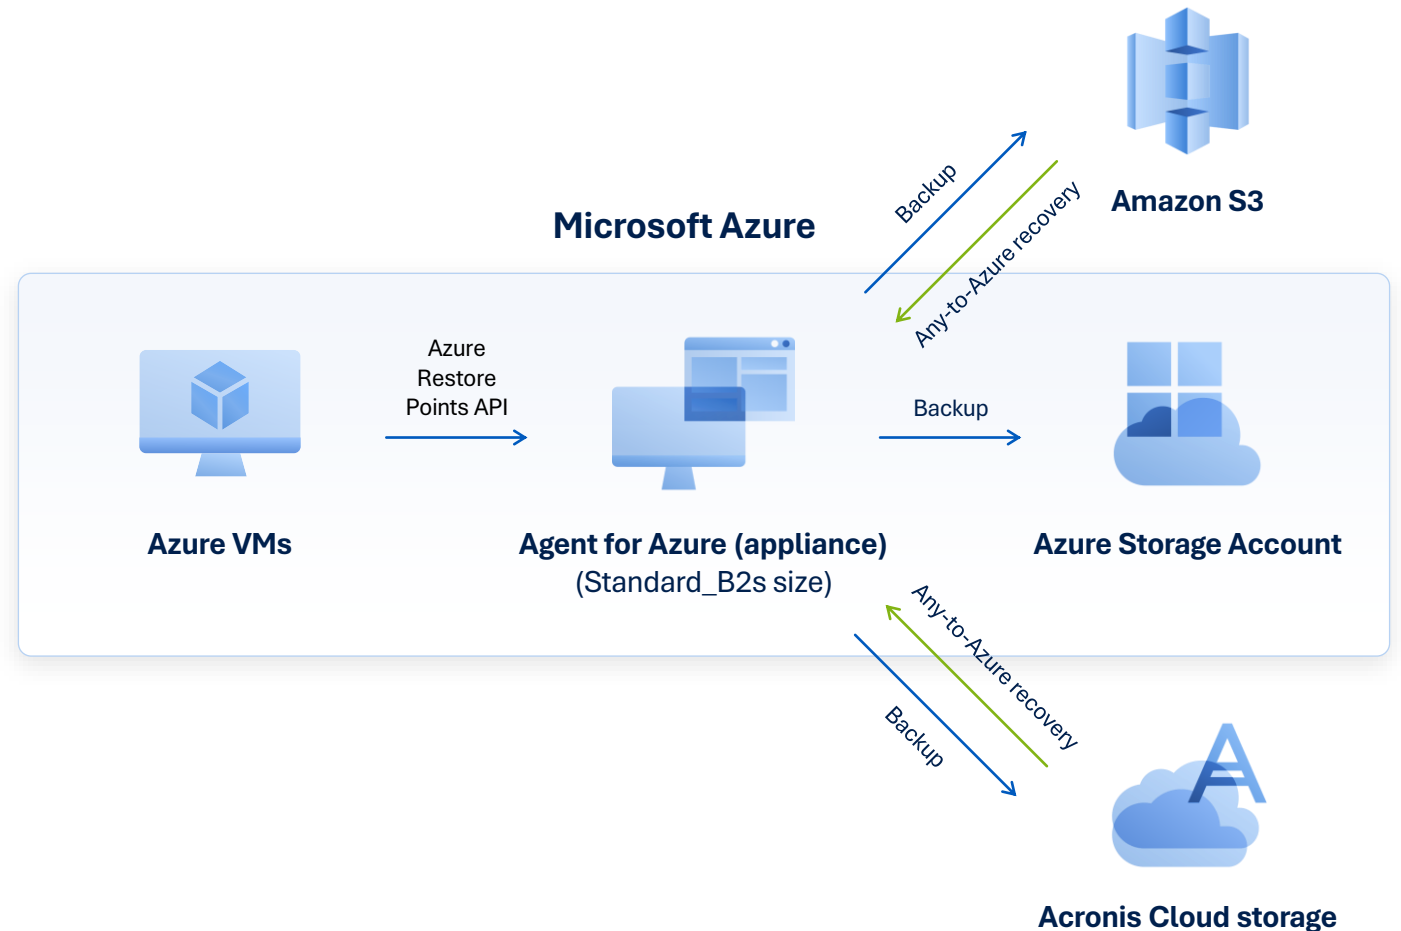 Amazon S3
Backup
Any-to-Azure recovery
Microsoft Azure
Azure
Restore
Points API
Backup
Azure VMs
Agent for Azure (appliance)
(Standard_B2s size)
Azure Storage Account
Any-to-Azure recovery
Backup
Acronis Cloud storage